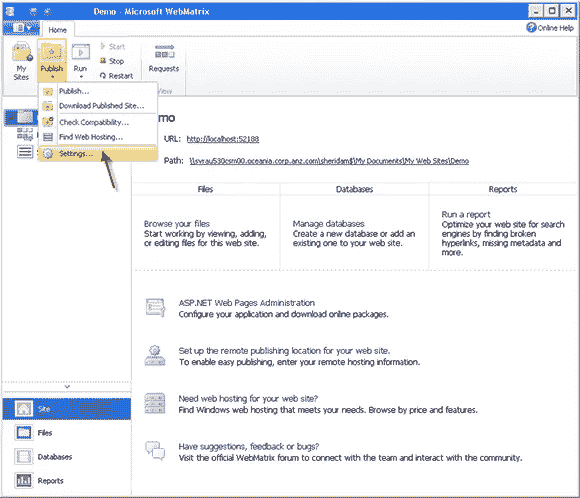 Demo - Microsoft WebMatrix
Home
Online Help
My Sites
Publish
Run
Start
Stop
Restart
Requests
Publish...
Download Published Site...
Check Compatibility...
Find Web Hosting...
Settings...
URL: http://localhost:52188
Path: \\svrau530csm00.oceania.corp.anz.com\sheridam$\My Documents\My Web Sites\Demo
Files
Databases
Reports
Browse your files
Start working by viewing, adding,
or editing files for this web site.
Manage databases
Create a new database or add an
existing one to your web site.
Run a report
Optimize your web site for search
engines by finding broken
hyperlinks, missing metadata and
more.
ASP.NET Web Pages Administration
Configure your application and download online packages.
Set up the remote publishing location for your web site.
To enable easy publishing, enter your remote hosting information.
Need web hosting for your web site?
Find Windows web hosting that meets your needs. Browse by price and features.
Have suggestions, feedback or bugs?
Visit the official WebMatrix forum to connect with the team and interact with the community.
Site
Files
Databases
Reports